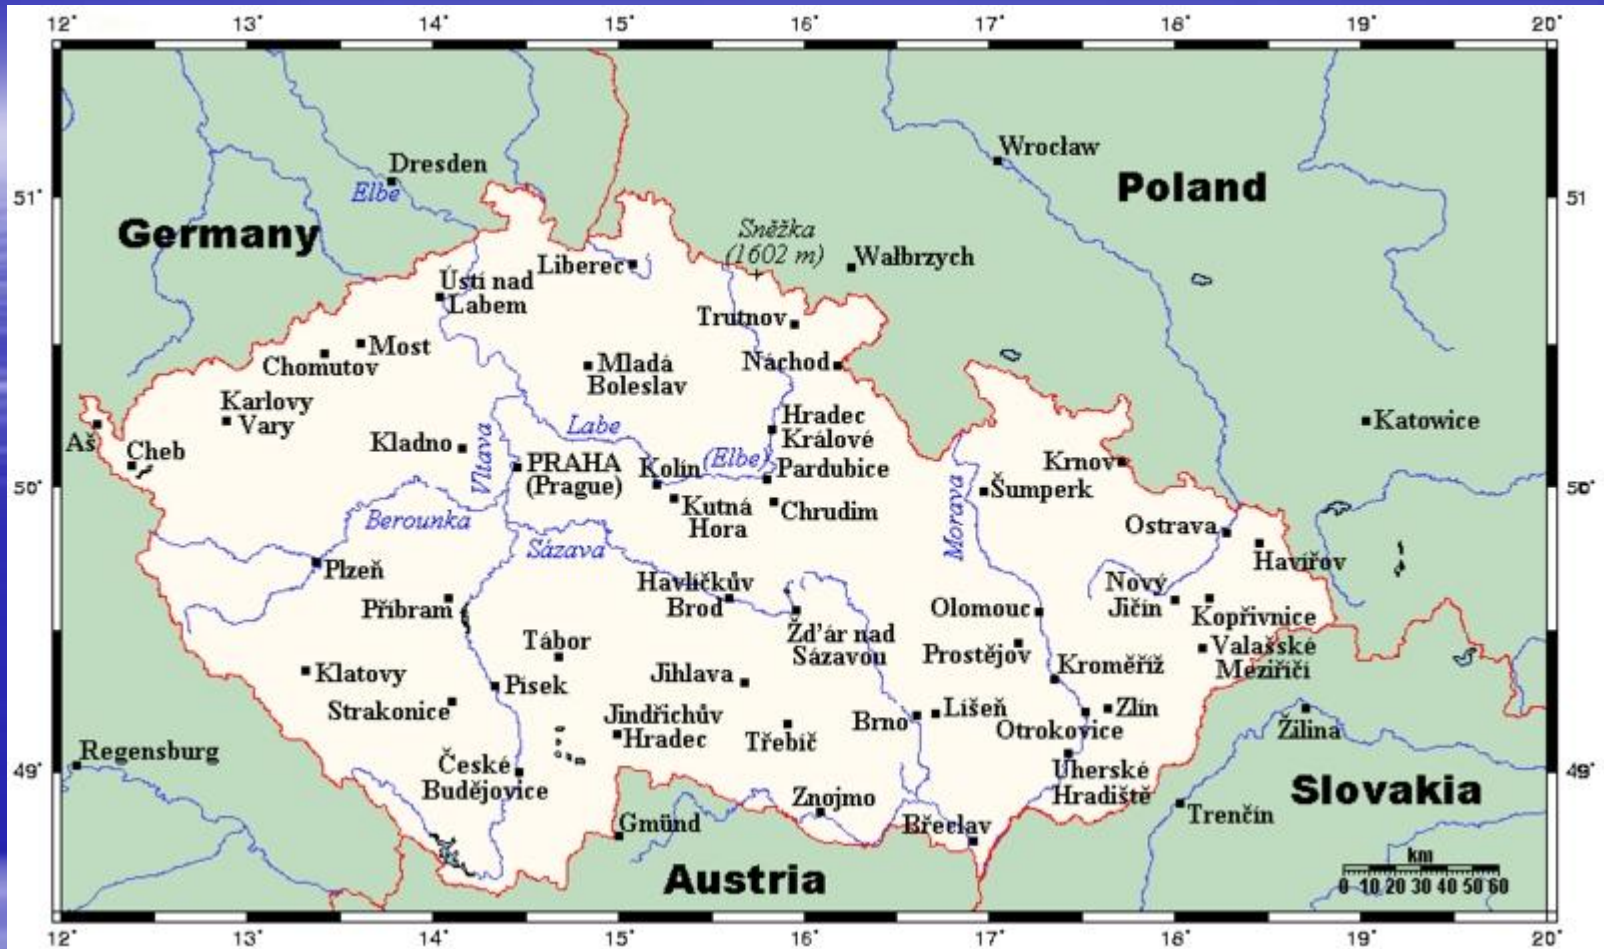 12° 13° 14° 15° 16° 17° 18° 19° 20°
Wrocław
Dresden
Elbe
51° 51°
Poland
Germany
Sněžka
(1602 m)
Wałbrzych
Liberec
Ústí nad
Labem
Trutnov
Most
Chomutov
Náchod
Mladá
Boleslav
Karlovy
Vary
Hradec
Králové
Labe
Katowice
Aš
Cheb
Kladno
Vltava
PRAHA
(Prague)
Kolín
(Elbe)
Pardubice
Krnov
50° 50°
Šumperk
Kutná
Hora
Chrudim
Morava
Berounka
Ostrava
Sázava
Havířov
Plzeň
Havlíčkův
Brod
Nový
Jičín
Příbram
Olomouc
Kopřivnice
Žd'ár nad
Sázavou
Tábor
Prostějov
Kroměříž
Valašské
Meziříčí
Klatovy
Písek
Jihlava
Strakonice
Jindřichův
Hradec
Třebíč
Brno
Líšeň
Otrokovice
Zlín
Žilina
Regensburg
České
Budějovice
49° 49°
Uherské
Hradiště
Slovakia
Znojmo
Gmünd
Břeclav
Trenčín
Austria
km
0 10 20 30 40 50 60
12° 13° 14° 15° 16° 17° 18° 19° 20°